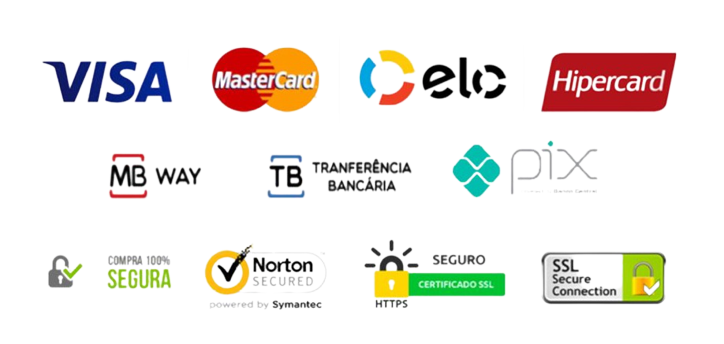 VISA
MasterCard
elo
Hipercard
MB WAY
TB TRANFERÊNCIA
BANCÁRIA
pix
COMPRA 100%
SEGURA
Norton
SECURED
powered by Symantec
SEGURO
CERTIFICADO SSL
HTTPS
SSL
Secure
Connection